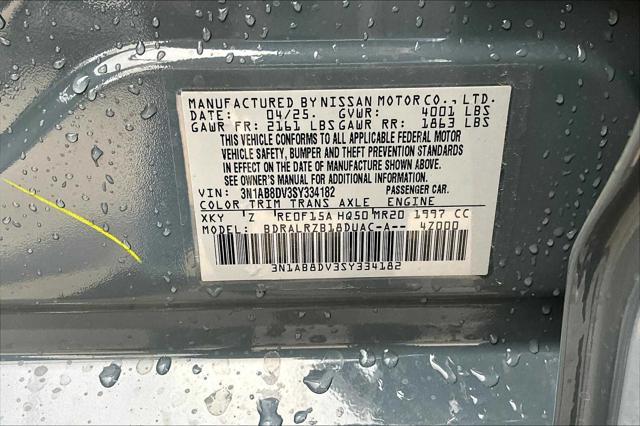 MANUFACTURED BY NISSAN MOTOR CO., LTD.
DATE: 04/25. GVWR: 4001 LBS
GAWR FR: 2161 LBS GAWR RR: 1863 LBS
THIS VEHICLE CONFORMS TO ALL APPLICABLE FEDERAL MOTOR
VEHICLE SAFETY, BUMPER AND THEFT PREVENTION STANDARDS
IN EFFECT ON THE DATE OF MANUFACTURE SHOWN ABOVE.
SEE OWNER'S MANUAL FOR ADDITIONAL INFORMATION.
VIN: 3N1AB8DV3SY334182 PASSENGER CAR.
COLOR TRIM TRANS AXLE ENGINE
XKY Z RE0F15A HQ50 MR20 1997 CC
MODEL: BDRALRZB18DUAC-A-- 4Z000
3N1AB8DV3SY334182